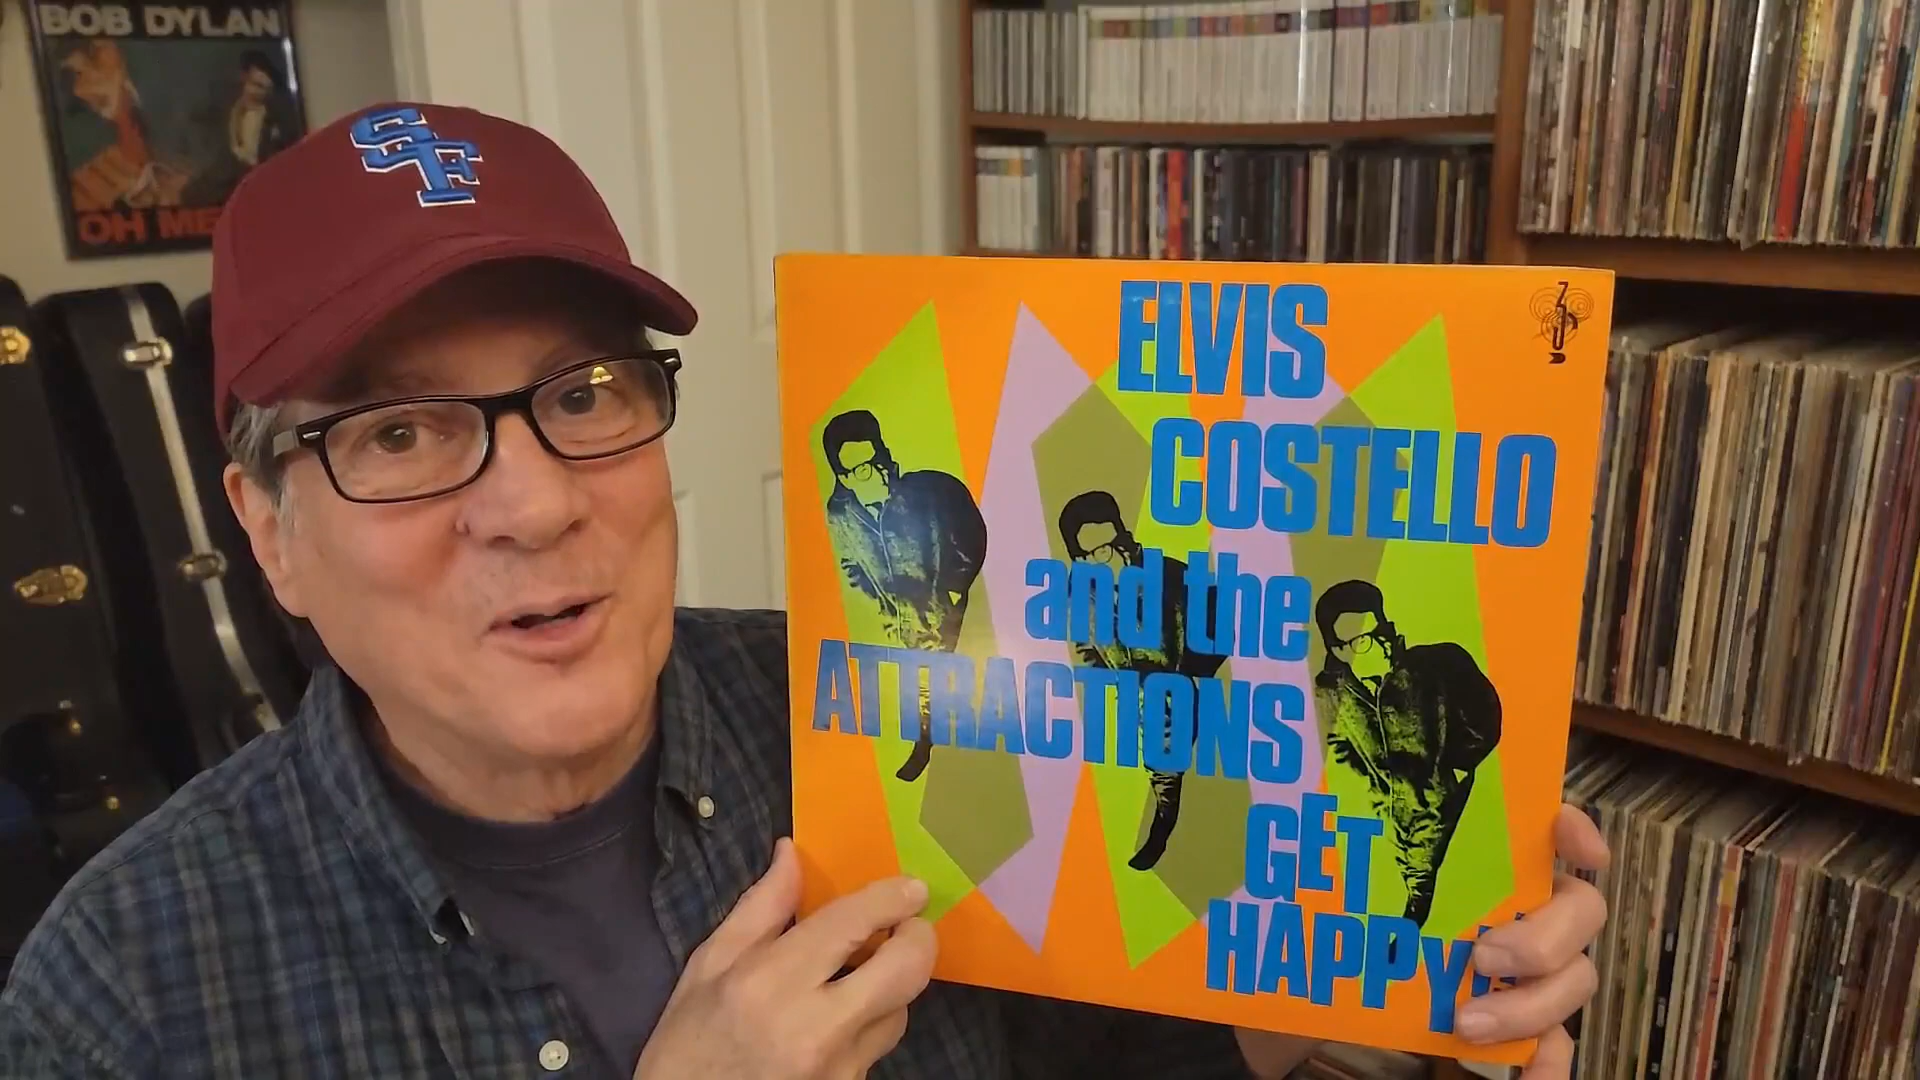 BOB DYLAN
OH ME
SF
ELVIS
COSTELLO
and the
ATTRACTIONS
GET
HAPPY!